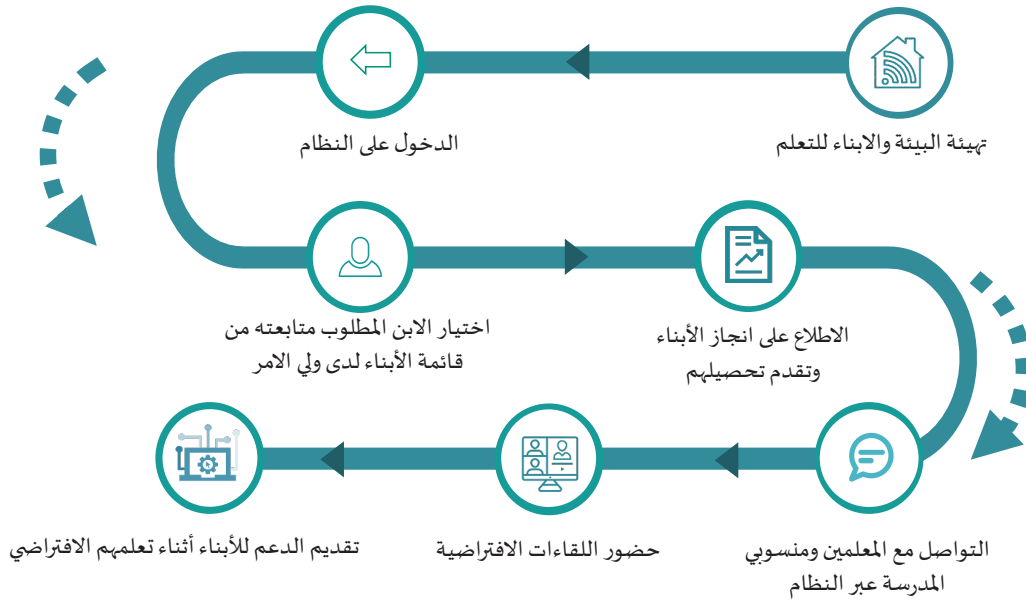 تهيئة البيئة والابناء للتعلم
الدخول على النظام
اختيار الابن المطلوب متابعته من
قائمة الأبناء لدى ولي الامر
الاطلاع على انجاز الأبناء
وتقدم تحصيلهم
التواصل مع المعلمين ومنسوبي
المدرسة عبر النظام
حضور اللقاءات الافتراضية
تقديم الدعم للأبناء أثناء تعلمهم الافتراضي